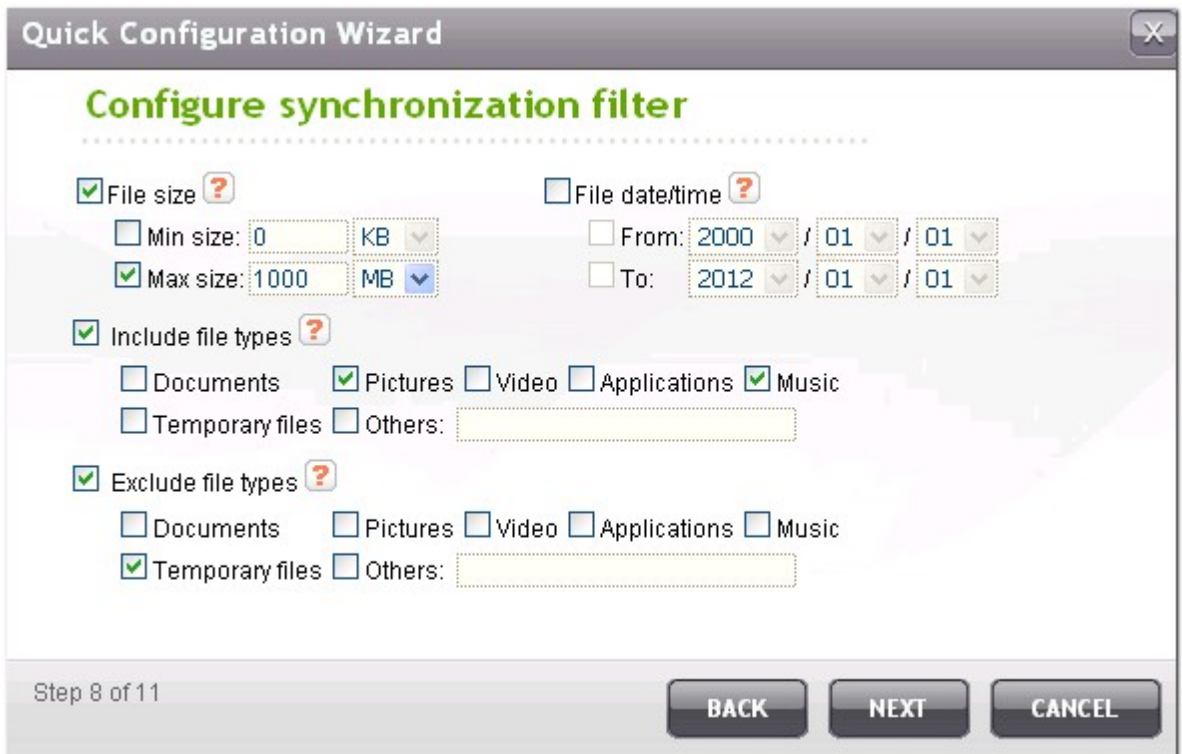 Quick Configuration Wizard X
Configure synchronization filter
File size ? File date/time ?
Min size: 0 KB From: 2000 / 01 / 01
Max size: 1000 MB To: 2012 / 01 / 01
Include file types ?
Documents Pictures Video Applications Music
Temporary files Others:
Exclude file types ?
Documents Pictures Video Applications Music
Temporary files Others:
Step 8 of 11 BACK NEXT CANCEL